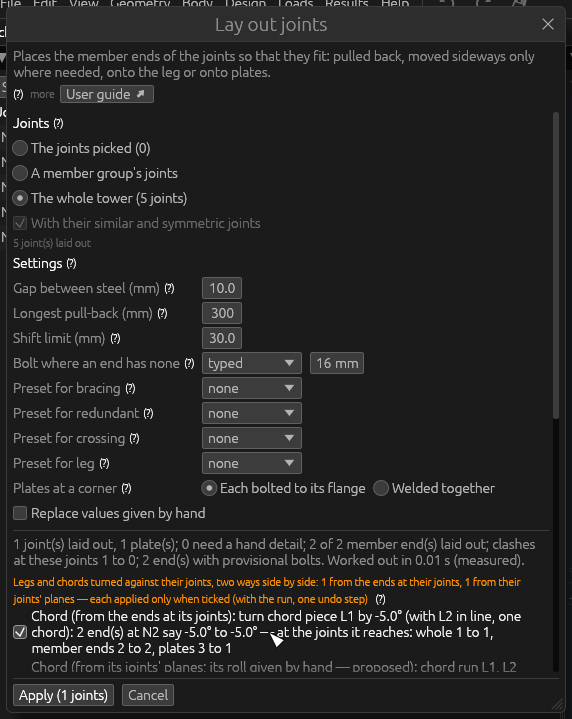 File Edit View Geometry Body Design Loads Results Help
Lay out joints
Places the member ends of the joints so that they fit: pulled back, moved sideways only
where needed, onto the leg or onto plates.
(?) more User guide
Joints (?)
The joints picked (0)
A member group's joints
The whole tower (5 joints)
With their similar and symmetric joints
5 joint(s) laid out
Settings (?)
Gap between steel (mm) (?) 10.0
Longest pull-back (mm) (?) 300
Shift limit (mm) (?) 30.0
Bolt where an end has none (?) typed 16 mm
Preset for bracing (?) none
Preset for redundant (?) none
Preset for crossing (?) none
Preset for leg (?) none
Plates at a corner (?) Each bolted to its flange Welded together
Replace values given by hand
1 joint(s) laid out, 1 plate(s); 0 need a hand detail; 2 of 2 member end(s) laid out; clashes
at these joints 1 to 0; 2 end(s) with provisional bolts. Worked out in 0.01 s (measured).
Legs and chords turned against their joints, two ways side by side: 1 from the ends at their joints, 1 from their
joints' planes — each applied only when ticked (with the run, one undo step) (?)
Chord (from the ends at its joints): turn chord piece L1 by -5.0° (with L2 in line, one
chord): 2 end(s) at N2 say -5.0° to -5.0° — at the joints it reaches: whole 1 to 1,
member ends 2 to 2, plates 3 to 1
Chord (from its joints' planes: its roll given by hand — proposed): chord run L1, L2
Apply (1 joints) Cancel